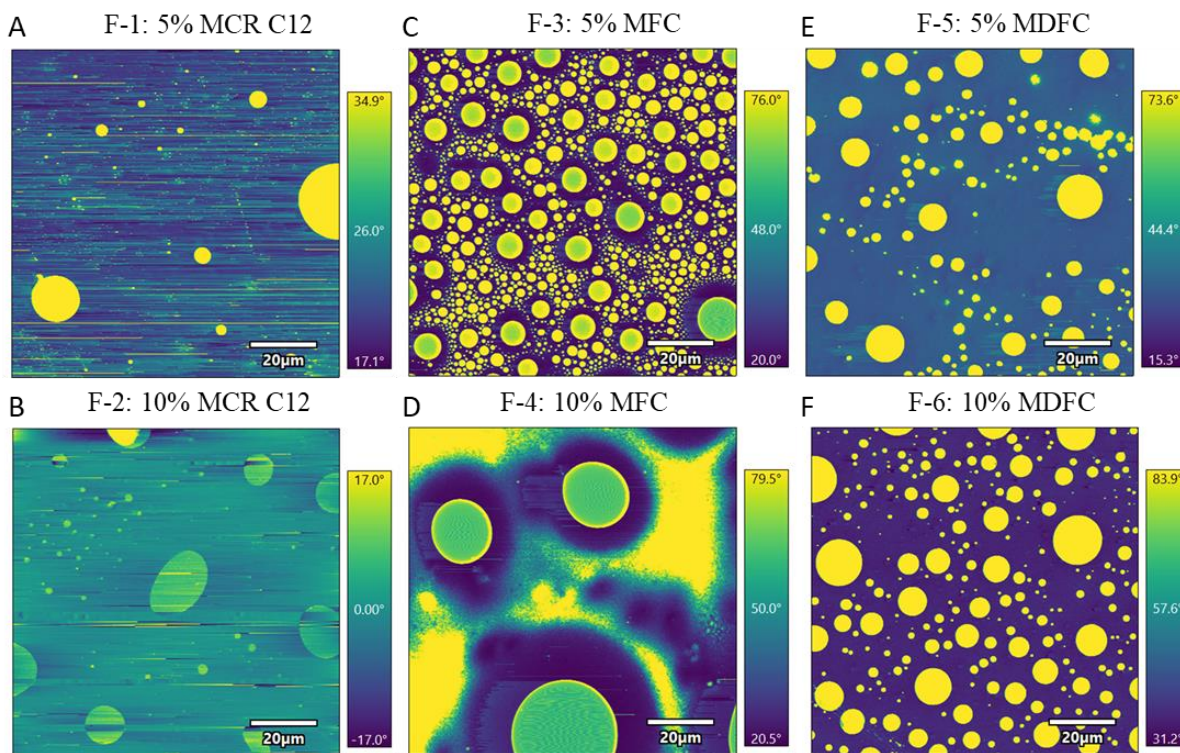 A
F-1: 5% MCR C12
34.9°
26.0°
17.1°
20µm
C
F-3: 5% MFC
76.0°
48.0°
20.0°
20µm
E
F-5: 5% MDFC
73.6°
44.4°
15.3°
20µm
B
F-2: 10% MCR C12
17.0°
0.00°
-17.0°
20µm
D
F-4: 10% MFC
79.5°
50.0°
20.5°
20µm
F
F-6: 10% MDFC
83.9°
57.6°
31.2°
20µm